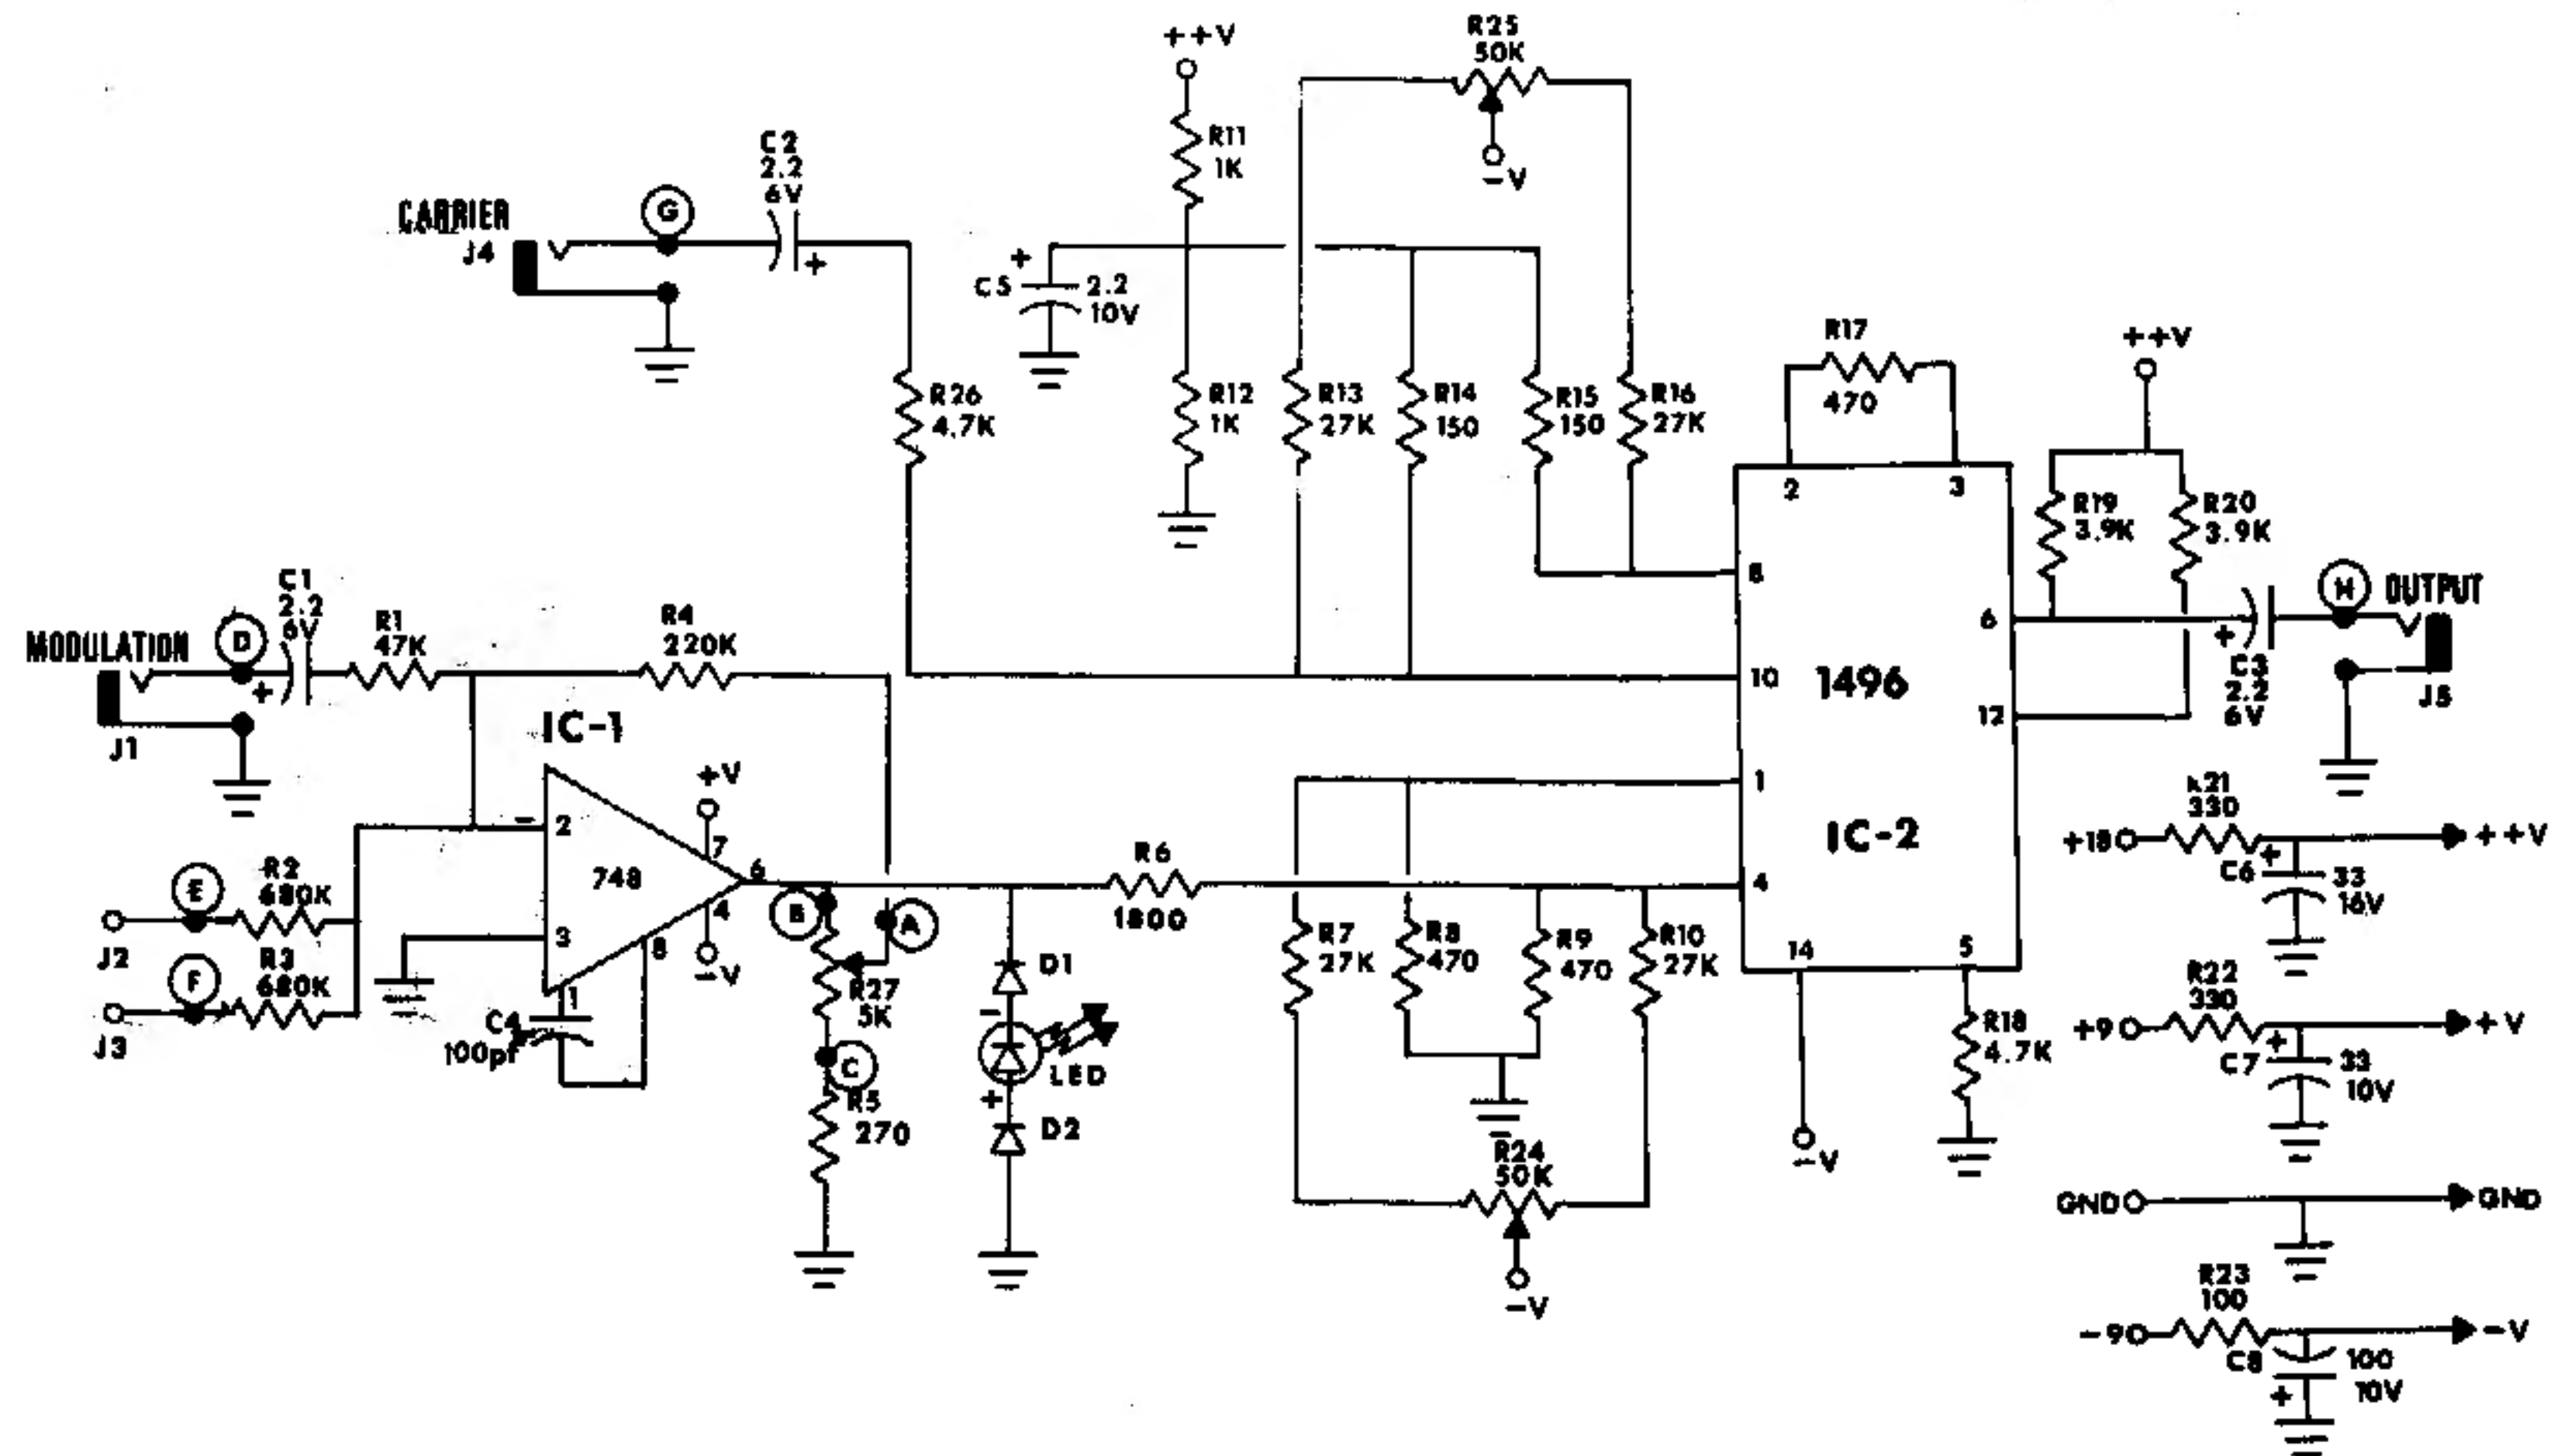 ++V
R25
50K
-V
R11
1K
C2
2.2
6V
+
CARRIER
J4
G
+
C5
2.2
10V
R26
4.7K
R12
1K
R13
27K
R14
150
R15
150
R16
27K
R17
470
++V
2
3
R19
3.9K
R20
3.9K
8
6
10
12
1496
1
IC-2
4
14
5
H
OUTPUT
+
C3
2.2
6V
J5
MODULATION
D
C1
2.2
6V
+
R1
47K
R4
220K
J1
IC-1
+V
7
-
2
748
6
3
4
-V
8
1
E
R2
680K
J2
F
R3
680K
J3
C4
100pf
B
A
R27
5K
C
R5
270
D1
-
LED
+
D2
R6
1800
R7
27K
R8
470
R9
470
R10
27K
R24
50K
-V
-V
R18
4.7K
R21
330
+18
++V
+
C6
33
16V
R22
330
+9
+V
+
C7
33
10V
GND
GND
R23
100
-9
-V
C8
100
10V
+